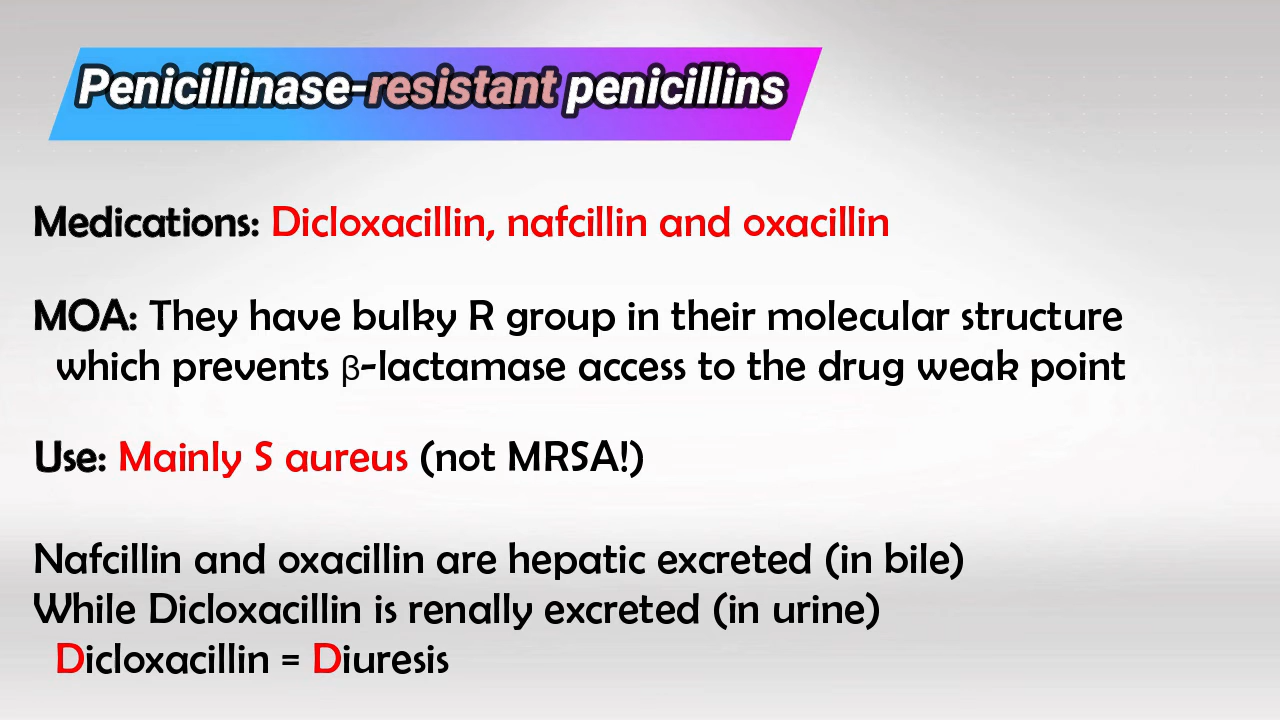 Penicillinase-resistant penicillins
Medications: Dicloxacillin, nafcillin and oxacillin
MOA: They have bulky R group in their molecular structure
which prevents β-lactamase access to the drug weak point
Use: Mainly S aureus (not MRSA!)
Nafcillin and oxacillin are hepatic excreted (in bile)
While Dicloxacillin is renally excreted (in urine)
Dicloxacillin = Diuresis